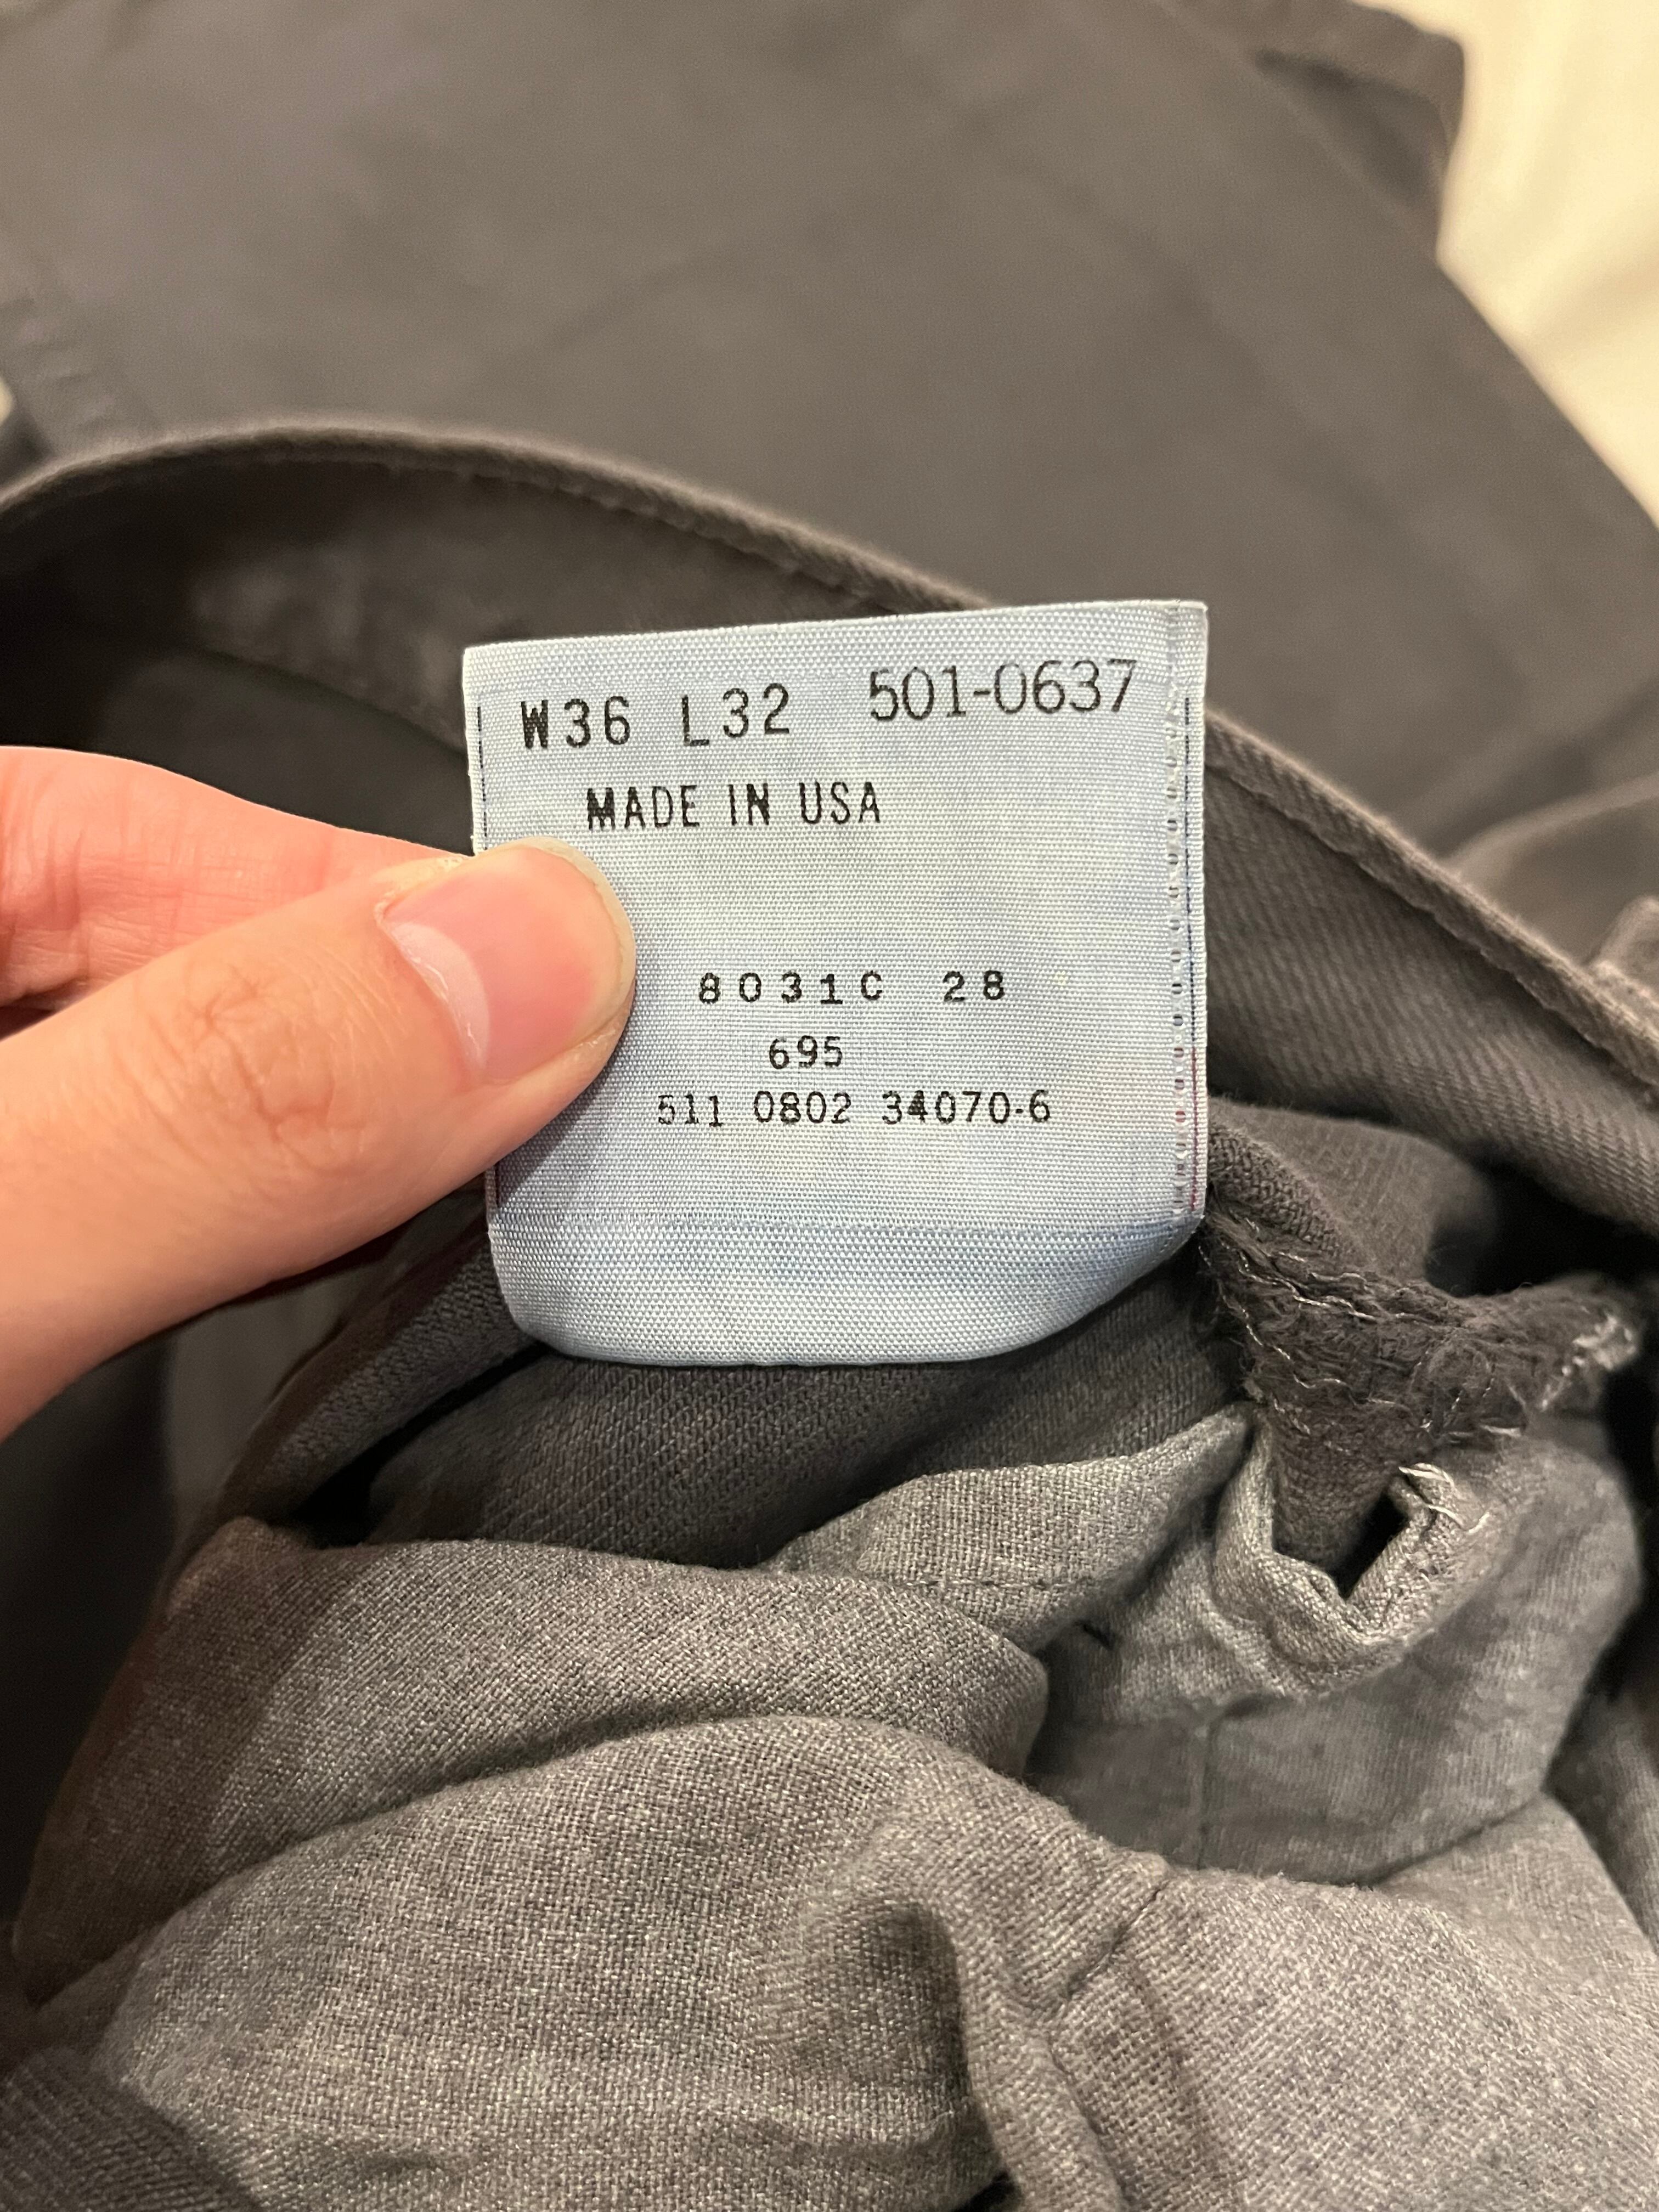 W36 L32 501-0637
MADE IN USA
8031C 28
695
511 0802 34070-6